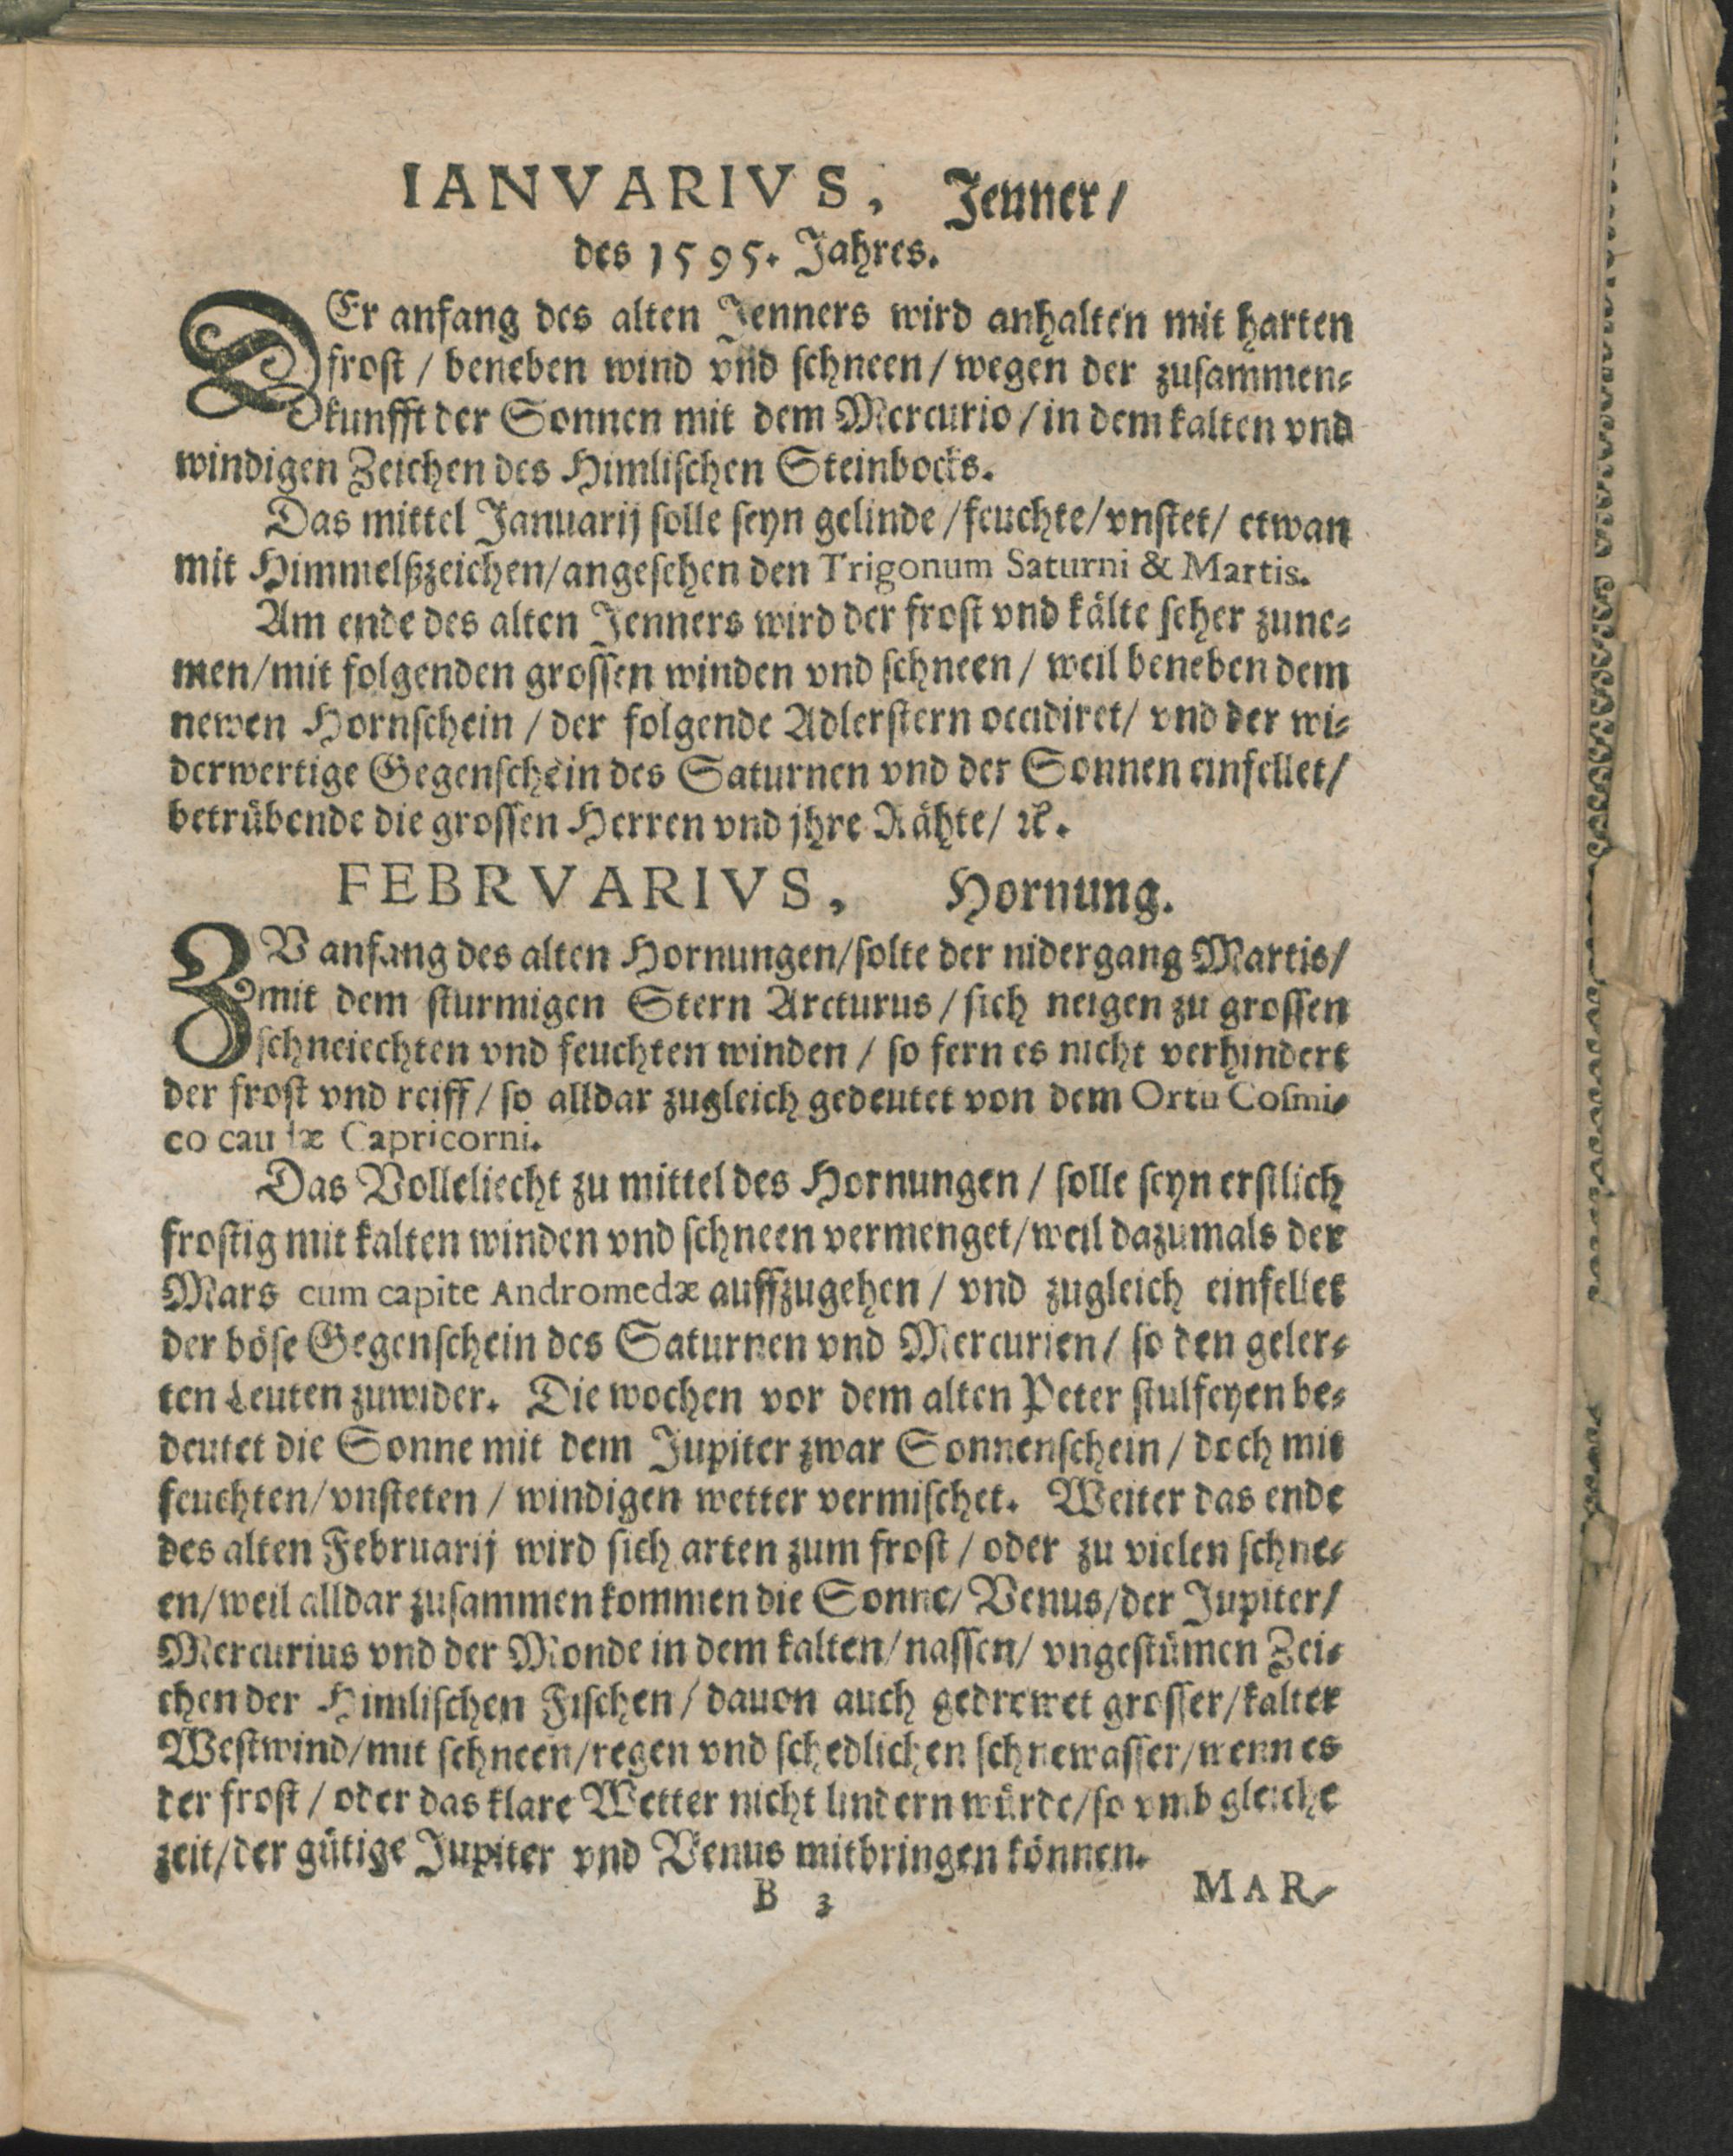 IANVARIVS, Jenner/
des 1595. Jahres.
DEr anfang des alten Jenners wird anhalten mit harten
frost / beneben wind vnd schneen / wegen der zusammen⸗
kunfft der Sonnen mit dem Mercurio / in dem kalten vnd
windigen Zeichen des Himlischen Steinbocks.
Das mittel Januarij solle seyn gelinde / feuchte/ vnstet/ etwan
mit Himmelßzeichen/ angesehen den Trigonum Saturni & Martis.
Am ende des alten Jenners wird der frost vnd kälte seher zune⸗
men/ mit folgenden grossen winden vnd schneen / weil beneben dem
newen Hornschein / der folgende Adlerstern occidiret/ vnd der wi⸗
derwertige Gegenschein des Saturnen vnd der Sonnen einfellet/
betrübende die grossen Herren vnd jhre Rähte/ ꝛc.
FEBRVARIVS, Hornung.
ZV anfang des alten Hornungen/ solte der nidergang Martis/
mit dem sturmigen Stern Arcturus / sich neigen zu grossen
schneiechten vnd feuchten winden / so fern es nicht verhindert
der frost vnd reiff / so alldar zugleich gedeutet von dem Ortu Cosmi⸗
co caudæ Capricorni.
Das Volleliecht zu mittel des Hornungen / solle seyn erstlich
frostig mit kalten winden vnd schneen vermenget/ weil dazumals der
Mars cum capite Andromedæ auffzugehen / vnd zugleich einfellet
der böse Gegenschein des Saturnen vnd Mercurien / so den geler⸗
ten Leuten zuwider. Die wochen vor dem alten Peter stulfeyen be⸗
deutet die Sonne mit dem Jupiter zwar Sonnenschein / doch mit
feuchten/ vnsteten / windigen wetter vermischet. Weiter das ende
des alten Februarij wird sich arten zum frost / oder zu vielen schne⸗
en/ weil alldar zusammen kommen die Sonne/ Venus/ der Jupiter/
Mercurius vnd der Monde in dem kalten/ nassen/ vngestümen Zei⸗
chen der Himlischen Fischen / dauon auch gedrewet grosser/ kalter
Westwind/ mit schneen/ regen vnd schedlichen schnewasser/ wenn es
der frost / oder das klare Wetter nicht lindern würde/ so vmb gleiche
zeit/ der gütige Jupiter vnd Venus mitbringen können.
B 3 MAR⸗